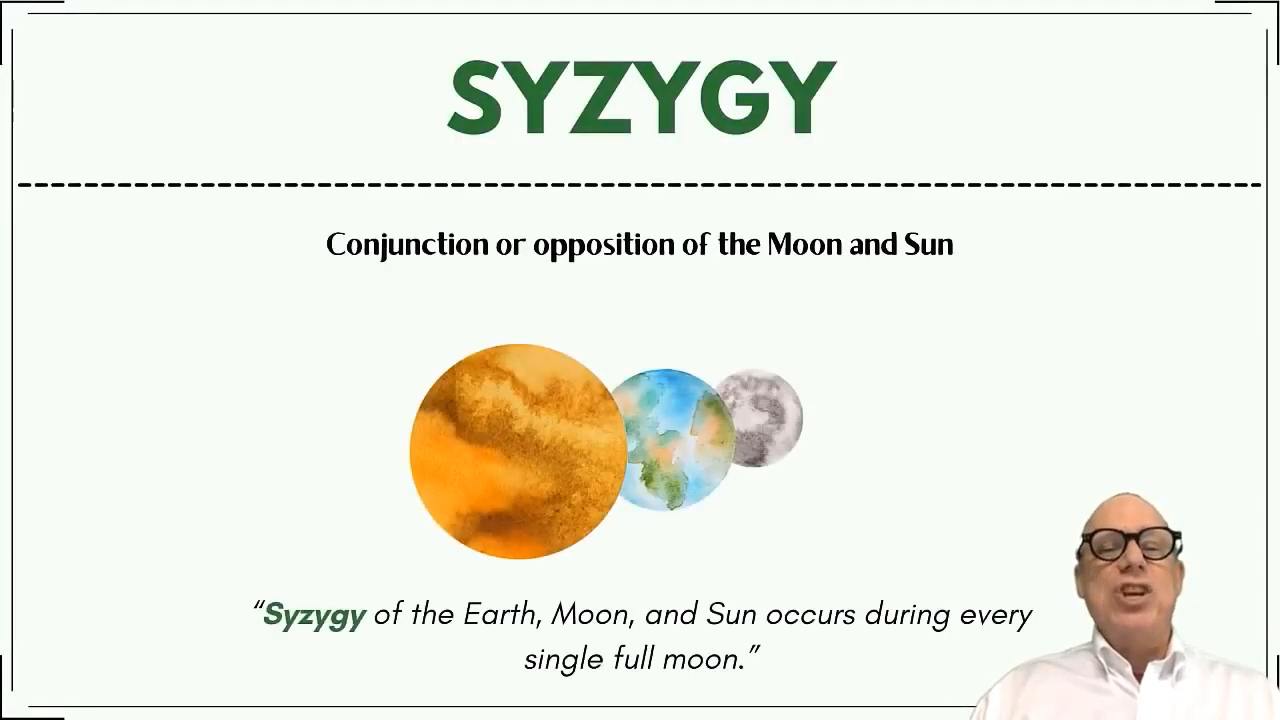 SYZYGY
Conjunction or opposition of the Moon and Sun
“Syzygy of the Earth, Moon, and Sun occurs during every
single full moon.”